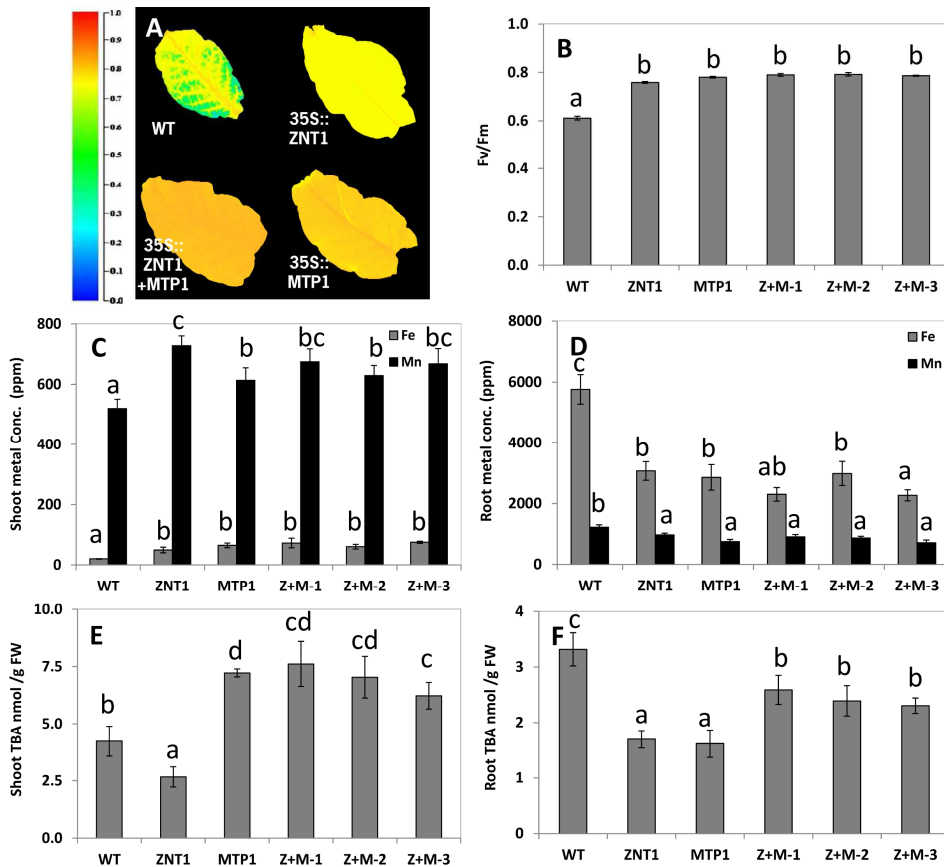 A
1.0
0.9
0.8
0.7
0.6
0.5
0.4
0.3
0.2
0.1
0.0
WT
35S::
ZNT1
35S::
ZNT1
+MTP1
35S::
MTP1
B
Fv/Fm
1.0
0.8
0.6
0.4
0.2
0.0
a b b b b b
WT ZNT1 MTP1 Z+M-1 Z+M-2 Z+M-3
C
Shoot metal Conc. (ppm)
800
600
400
200
0
Fe
Mn
a c b bc b bc
a b b b b b
WT ZNT1 MTP1 Z+M-1 Z+M-2 Z+M-3
D
Root metal conc. (ppm)
8000
6000
4000
2000
0
Fe
Mn
c b b ab b a
b a a a a a
WT ZNT1 MTP1 Z+M-1 Z+M-2 Z+M-3
E
Shoot TBA nmol /g FW
10.0
7.5
5.0
2.5
0.0
b a d cd cd c
WT ZNT1 MTP1 Z+M-1 Z+M-2 Z+M-3
F
Root TBA nmol /g FW
4
3
2
1
0
c a a b b b
WT ZNT1 MTP1 Z+M-1 Z+M-2 Z+M-3